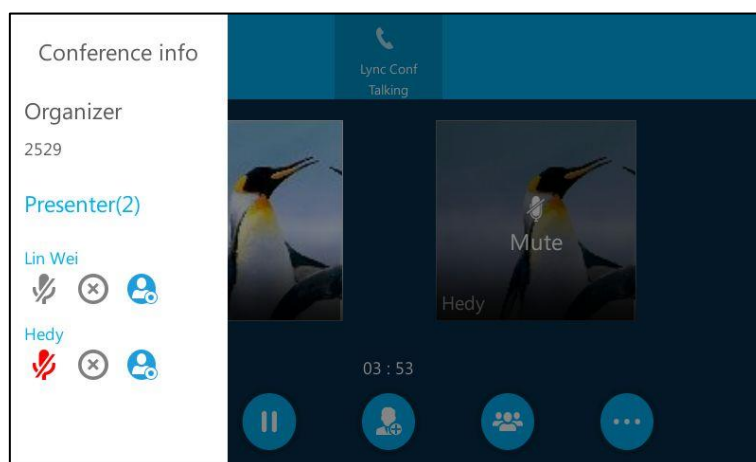 Conference info
Organizer
2529
Presenter(2)
Lin Wei
Hedy
Lync Conf
Talking
Mute
Hedy
03 : 53